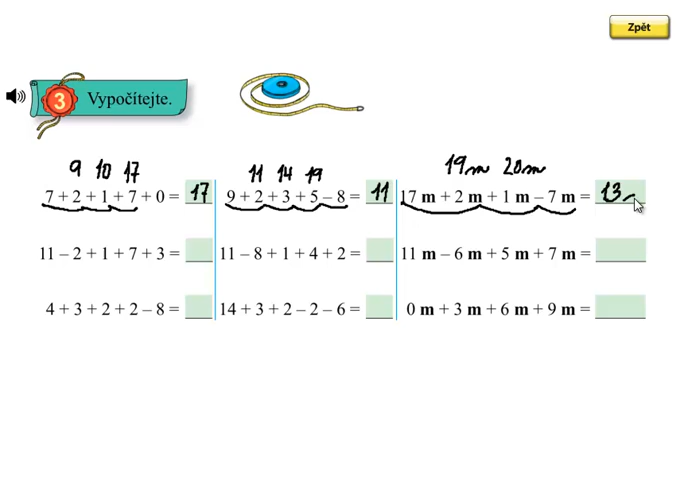 Zpět
3 Vypočítejte.
9 10 17
7 + 2 + 1 + 7 + 0 = 17
11 – 2 + 1 + 7 + 3 =
4 + 3 + 2 + 2 – 8 =
11 14 19
9 + 2 + 3 + 5 – 8 = 11
11 – 8 + 1 + 4 + 2 =
14 + 3 + 2 – 2 – 6 =
19m 20m
17 m + 2 m + 1 m – 7 m = 13
11 m – 6 m + 5 m + 7 m =
0 m + 3 m + 6 m + 9 m =